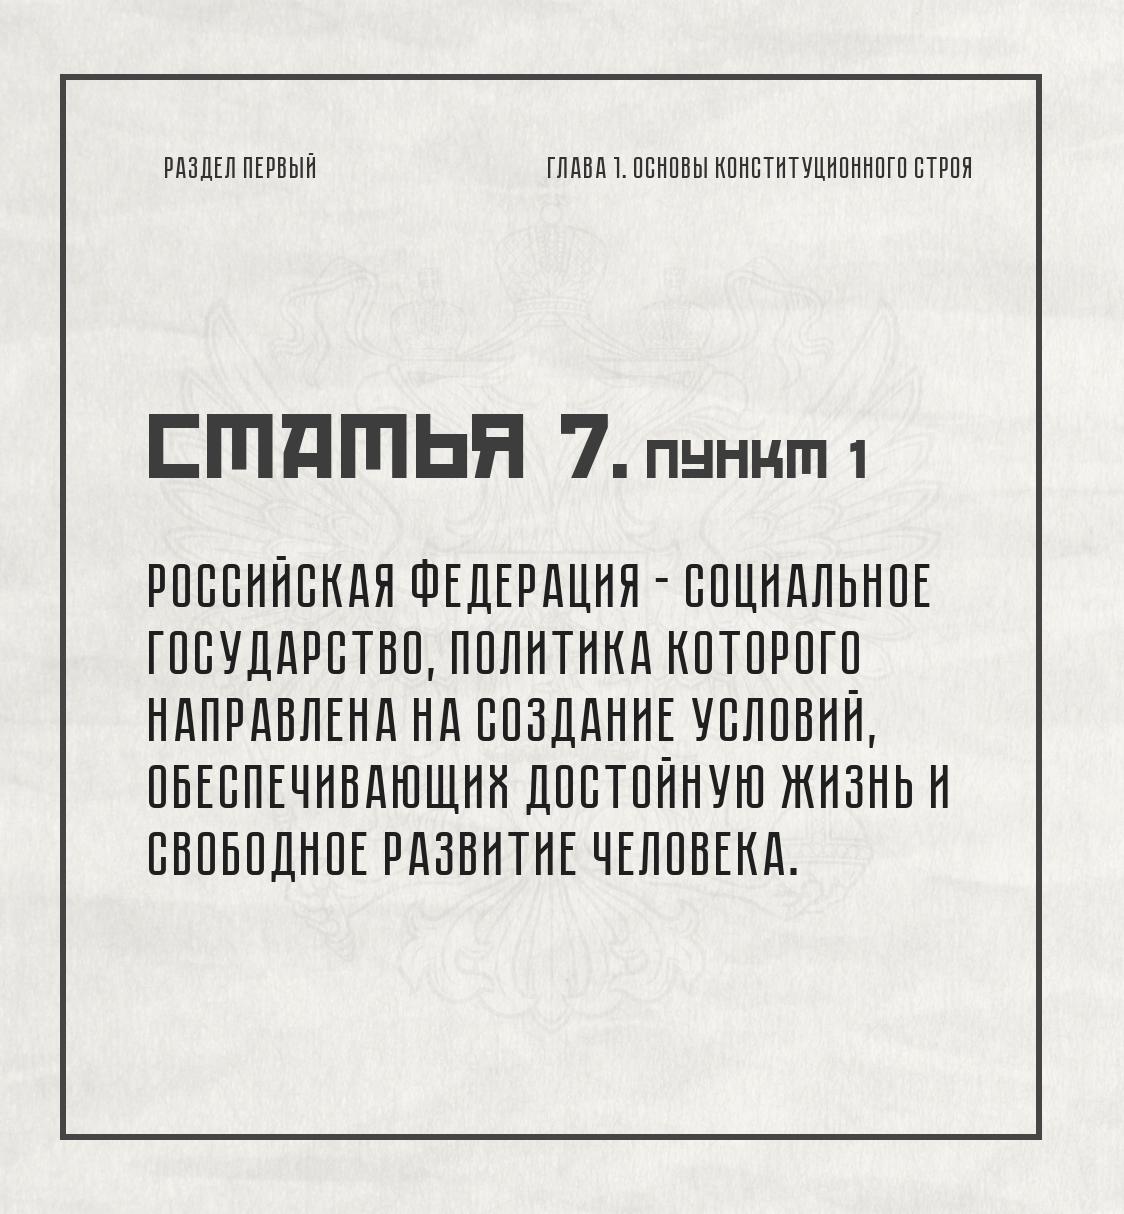 РАЗДЕЛ ПЕРВЫЙ
ГЛАВА 1. ОСНОВЫ КОНСТИТУЦИОННОГО СТРОЯ
СТАТЬЯ 7. ПУНКТ 1
РОССИЙСКАЯ ФЕДЕРАЦИЯ - СОЦИАЛЬНОЕ
ГОСУДАРСТВО, ПОЛИТИКА КОТОРОГО
НАПРАВЛЕНА НА СОЗДАНИЕ УСЛОВИЙ,
ОБЕСПЕЧИВАЮЩИХ ДОСТОЙНУЮ ЖИЗНЬ И
СВОБОДНОЕ РАЗВИТИЕ ЧЕЛОВЕКА.